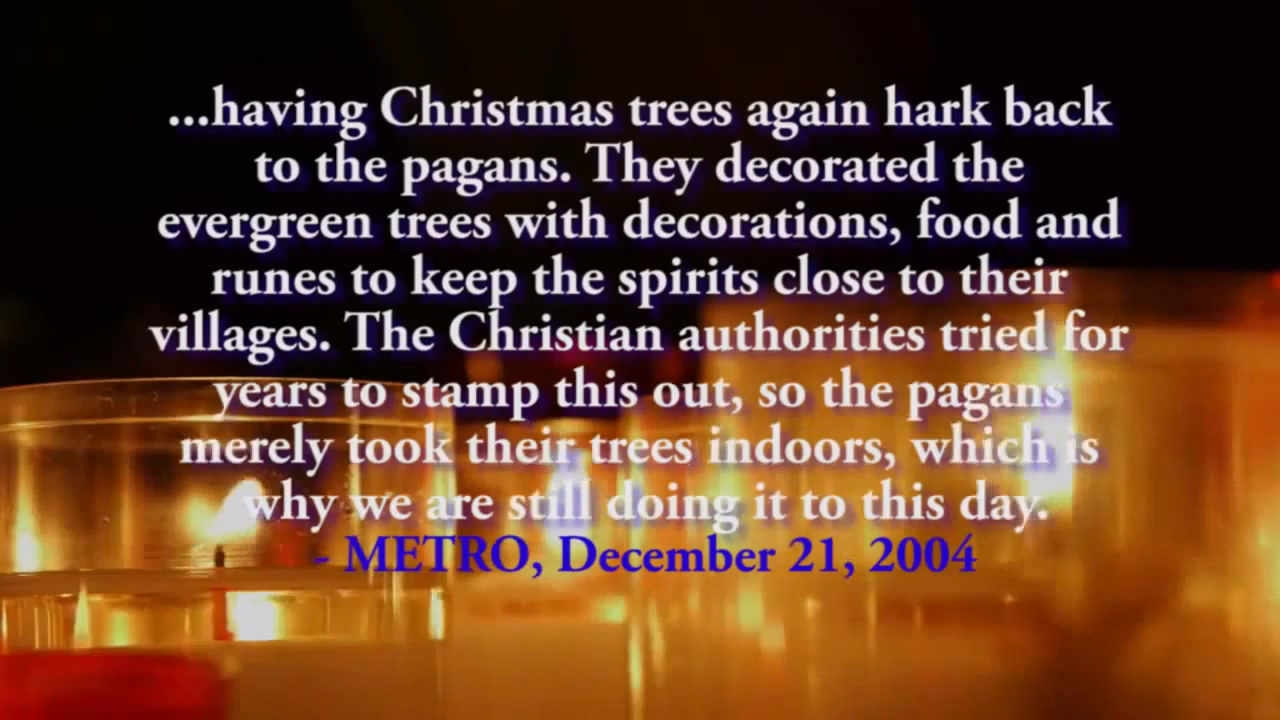 ...having Christmas trees again hark back
to the pagans. They decorated the
evergreen trees with decorations, food and
runes to keep the spirits close to their
villages. The Christian authorities tried for
years to stamp this out, so the pagans
merely took their trees indoors, which is
why we are still doing it to this day.
- METRO, December 21, 2004